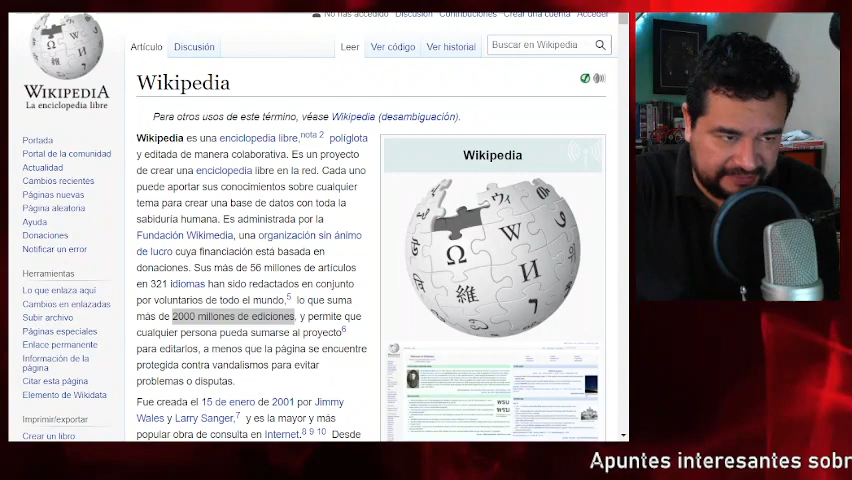 No has accedido Discusión Contribuciones Crear una cuenta Acceder
WIKIPEDIA
La enciclopedia libre
Portada
Portal de la comunidad
Actualidad
Cambios recientes
Páginas nuevas
Página aleatoria
Ayuda
Donaciones
Notificar un error
Herramientas
Lo que enlaza aquí
Cambios en enlazadas
Subir archivo
Páginas especiales
Enlace permanente
Información de la
página
Citar esta página
Elemento de Wikidata
Imprimir/exportar
Crear un libro
Artículo Discusión Leer Ver código Ver historial Buscar en Wikipedia
Wikipedia
Para otros usos de este término, véase Wikipedia (desambiguación).
Wikipedia es una enciclopedia libre,nota 2 políglota
y editada de manera colaborativa. Es un proyecto
de crear una enciclopedia libre en la red. Cada uno
puede aportar sus conocimientos sobre cualquier
tema para crear una base de datos con toda la
sabiduría humana. Es administrada por la
Fundación Wikimedia, una organización sin ánimo
de lucro cuya financiación está basada en
donaciones. Sus más de 56 millones de artículos
en 321 idiomas han sido redactados en conjunto
por voluntarios de todo el mundo,5 lo que suma
más de 2000 millones de ediciones, y permite que
cualquier persona pueda sumarse al proyecto6
para editarlos, a menos que la página se encuentre
protegida contra vandalismos para evitar
problemas o disputas.
Fue creada el 15 de enero de 2001 por Jimmy
Wales y Larry Sanger,7 y es la mayor y más
popular obra de consulta en Internet.8 9 10 Desde
Wikipedia
Ω W И 維
Apuntes interesantes sobr